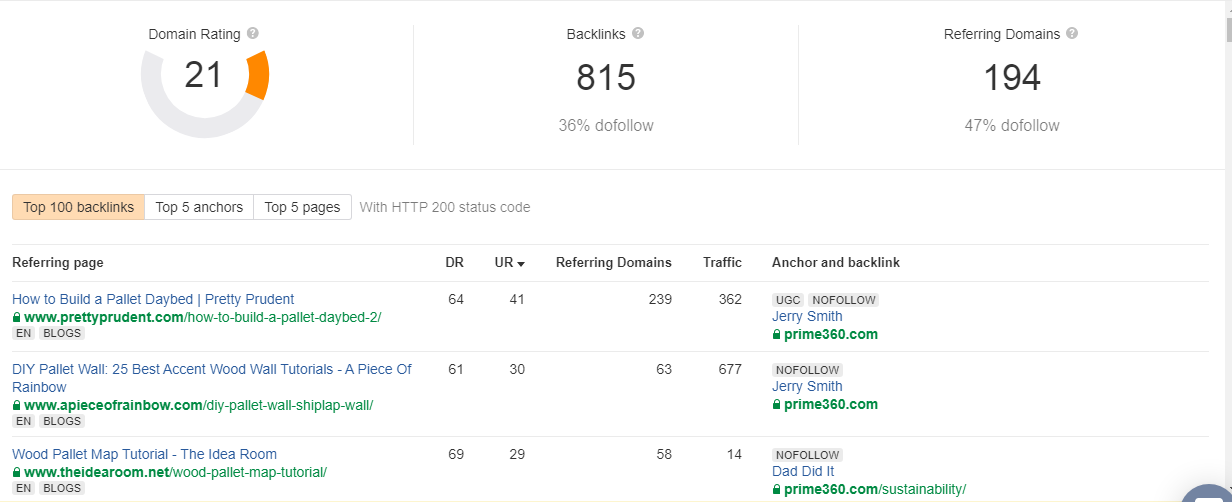 Domain Rating ?
Backlinks ?
Referring Domains ?
21
815
194
36% dofollow
47% dofollow
Top 100 backlinks
Top 5 anchors
Top 5 pages
With HTTP 200 status code
Referring page DR UR Referring Domains Traffic Anchor and backlink
How to Build a Pallet Daybed | Pretty Prudent 64 41 239 362 UGC NOFOLLOW
www.prettyprudent.com/how-to-build-a-pallet-daybed-2/ Jerry Smith
EN BLOGS prime360.com
DIY Pallet Wall: 25 Best Accent Wood Wall Tutorials - A Piece Of 61 30 63 677 NOFOLLOW
Rainbow Jerry Smith
www.apieceofrainbow.com/diy-pallet-wall-shiplap-wall/ prime360.com
EN BLOGS
Wood Pallet Map Tutorial - The Idea Room 69 29 58 14 NOFOLLOW
www.theidearoom.net/wood-pallet-map-tutorial/ Dad Did It
EN BLOGS prime360.com/sustainability/